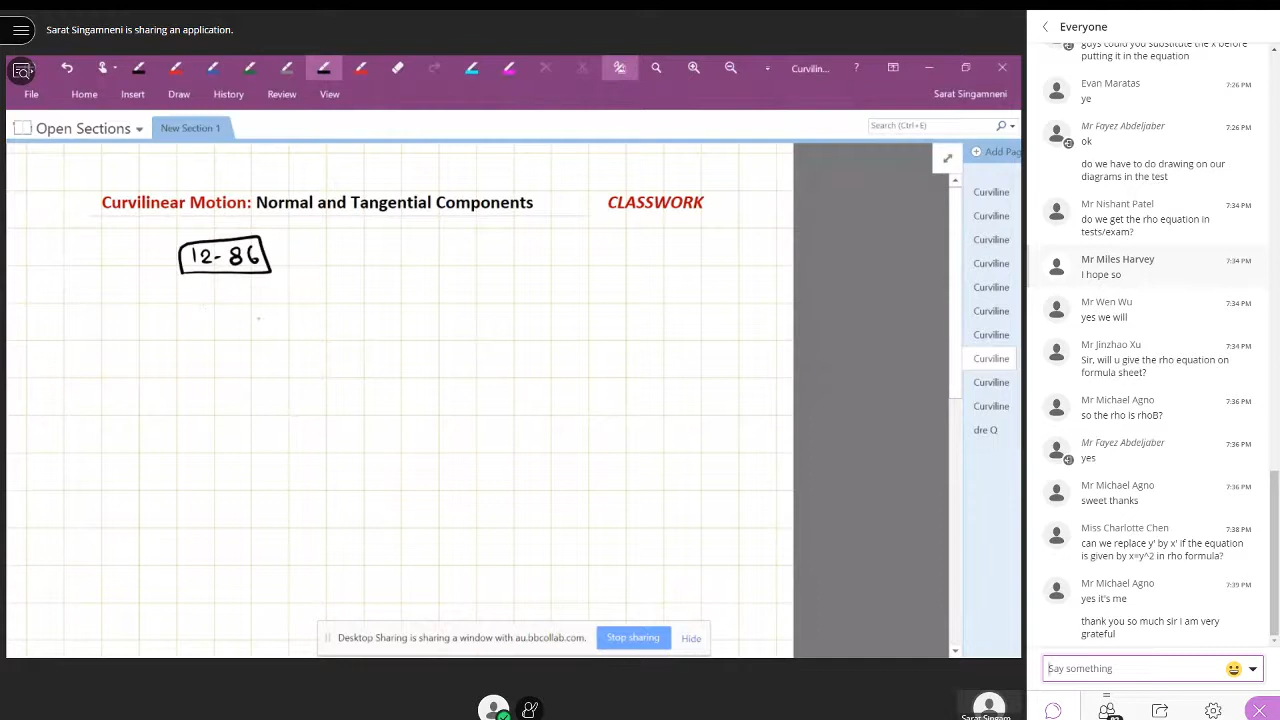 Sarat Singamneni is sharing an application.
Everyone
guys could you substitute the x before
putting it in the equation
Evan Maratas 7:26 PM
ye
Mr Fayez Abdeljaber 7:26 PM
ok
do we have to do drawing on our
diagrams in the test
Mr Nishant Patel 7:34 PM
do we get the rho equation in
tests/exam?
Mr Miles Harvey 7:34 PM
I hope so
Mr Wen Wu 7:34 PM
yes we will
Mr Jinzhao Xu 7:34 PM
Sir, will u give the rho equation on
formula sheet?
Mr Michael Agno 7:36 PM
so the rho is rhoB?
Mr Fayez Abdeljaber 7:36 PM
yes
Mr Michael Agno 7:36 PM
sweet thanks
Miss Charlotte Chen 7:38 PM
can we replace y' by x' if the equation
is given by x=y^2 in rho formula?
Mr Michael Agno 7:39 PM
yes it's me
thank you so much sir I am very
grateful
Say something
Curvilin... ?
File Home Insert Draw History Review View Sarat Singamneni
Open Sections New Section 1 Search (Ctrl+E)
Add Pag
Curvilinear Motion: Normal and Tangential Components CLASSWORK
12-86
Curviline
Curviline
Curviline
Curviline
Curviline
Curviline
Curviline
Curviline
Curviline
Curviline
dre Q
Desktop Sharing is sharing a window with au.bbcollab.com. Stop sharing Hide
Sarat Singam